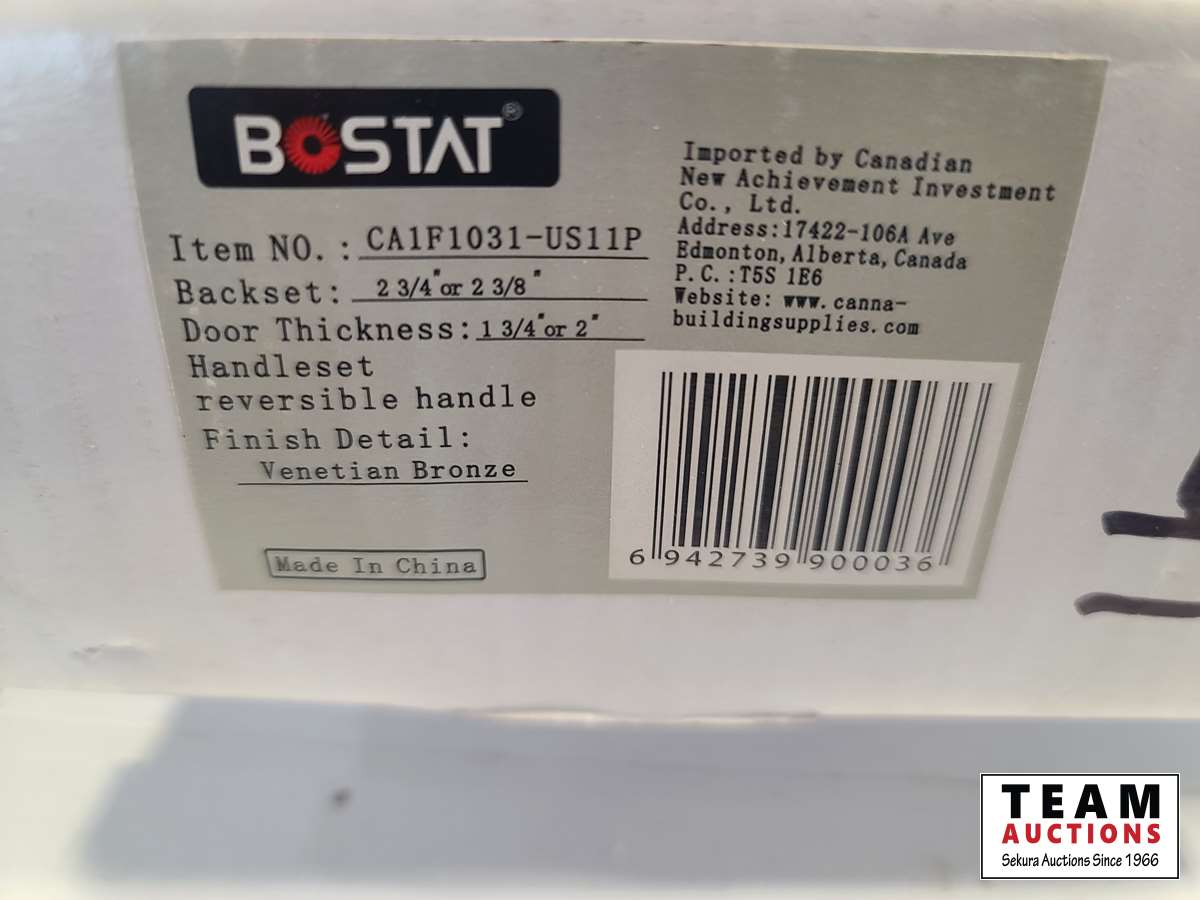 BOSTAT®
Item NO.: CA1F1031-US11P
Backset: 2 3/4" or 2 3/8"
Door Thickness: 1 3/4" or 2"
Handleset
reversible handle
Finish Detail:
Venetian Bronze
Made In China
Imported by Canadian
New Achievement Investment
Co., Ltd.
Address:17422-106A Ave
Edmonton, Alberta, Canada
P.C.:T5S 1E6
Website: www.canna-
buildingsupplies.com
6 942739 900036
TEAM
AUCTIONS
Sekura Auctions Since 1966